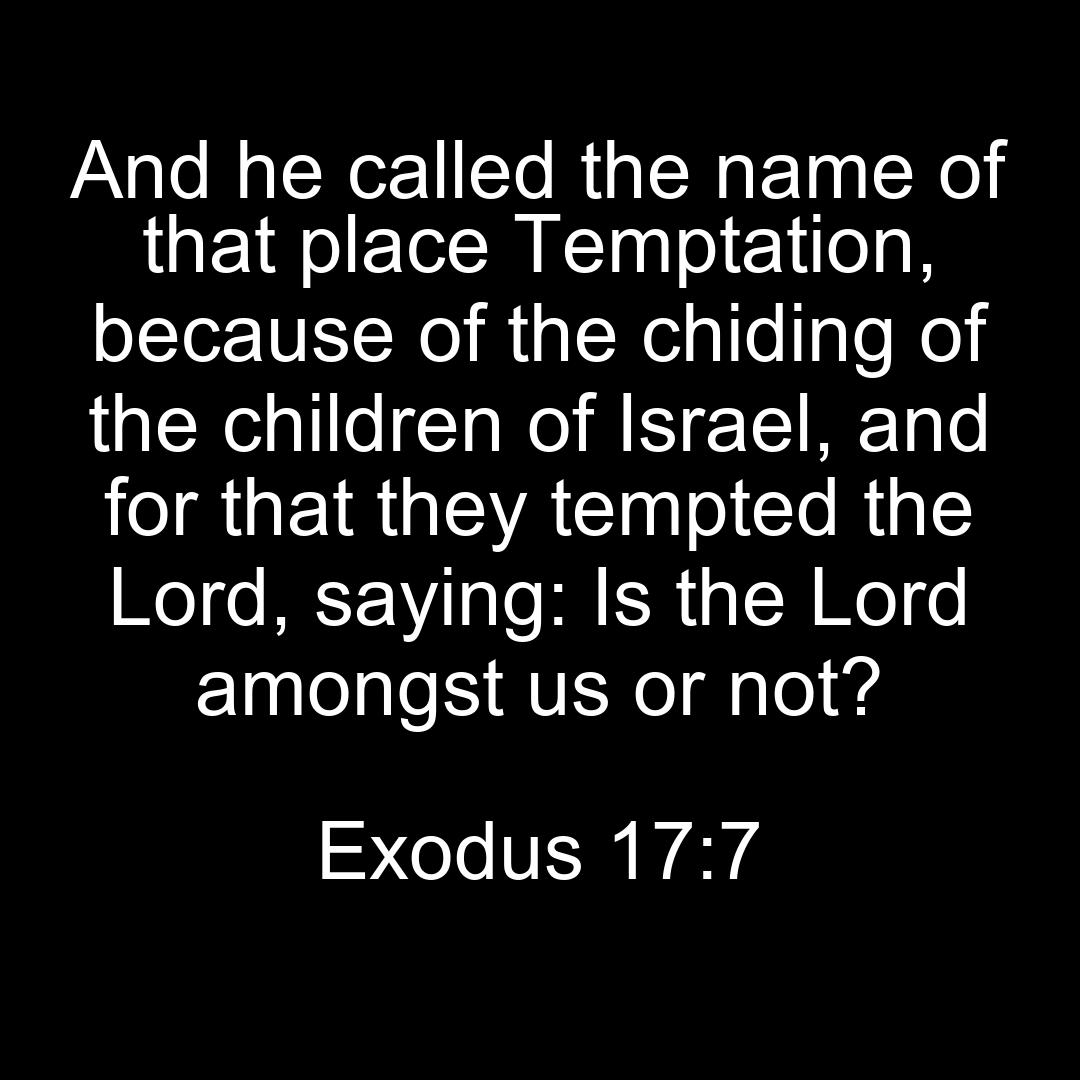 And he called the name of
that place Temptation,
because of the chiding of
the children of Israel, and
for that they tempted the
Lord, saying: Is the Lord
amongst us or not?
Exodus 17:7